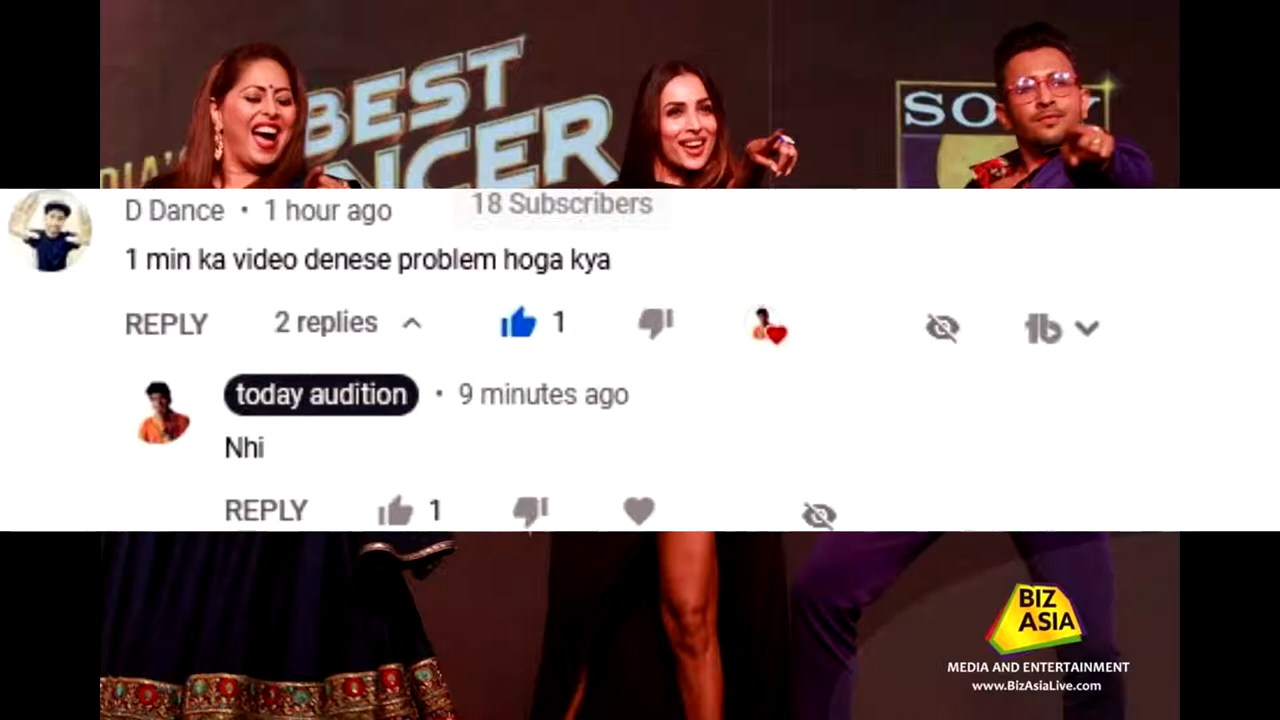 DIA'S
BEST
NCER
SO Y
D Dance • 1 hour ago
18 Subscribers
1 min ka video denese problem hoga kya
REPLY
2 replies
1
today audition • 9 minutes ago
Nhi
REPLY
1
BIZ
ASIA
MEDIA AND ENTERTAINMENT
www.BizAsiaLive.com